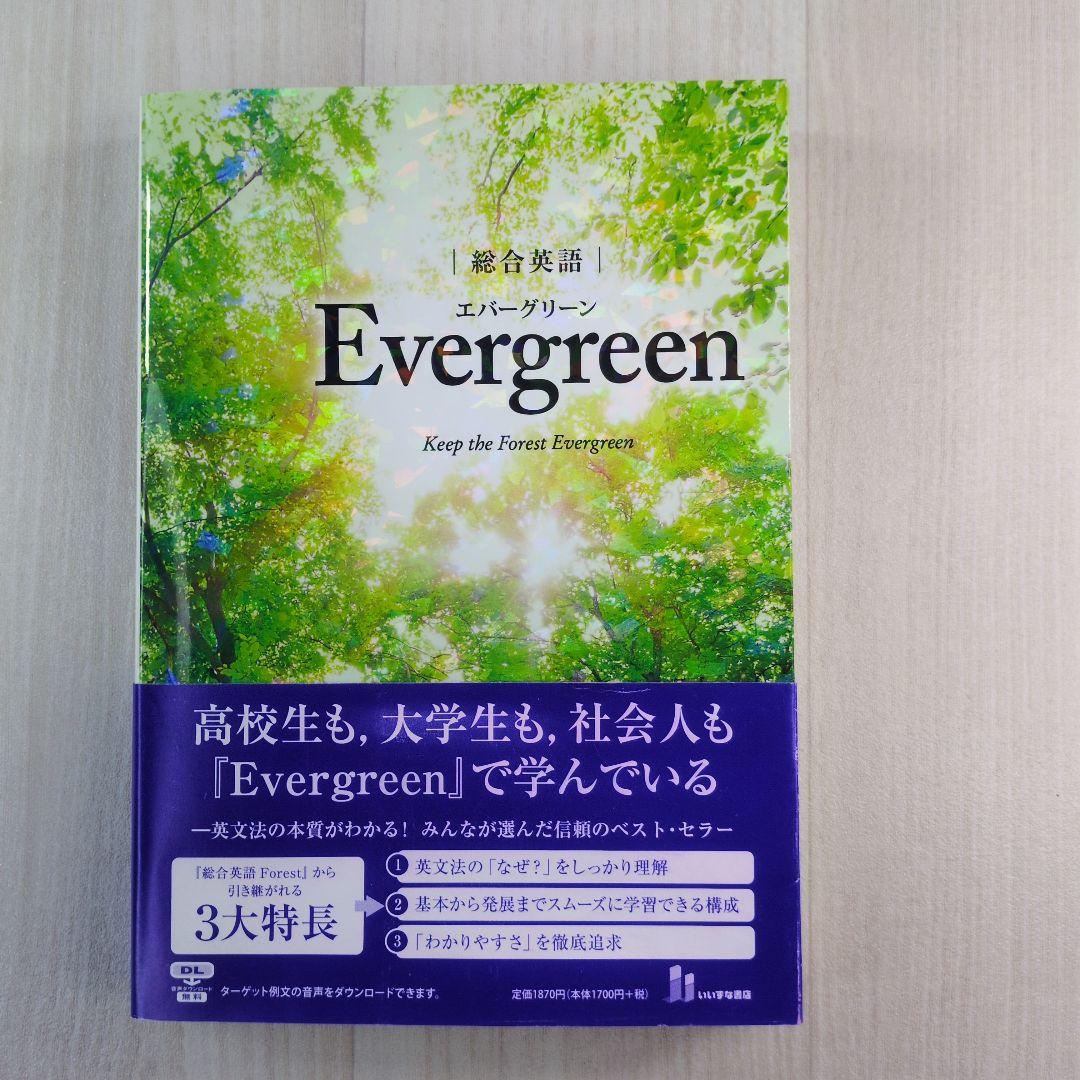 |総合英語|
エバーグリーン
Evergreen
Keep the Forest Evergreen
高校生も,大学生も,社会人も
『Evergreen』で学んでいる
―英文法の本質がわかる! みんなが選んだ信頼のベスト・セラー
『総合英語 Forest』から
引き継がれる
3大特長
1 英文法の「なぜ?」をしっかり理解
2 基本から発展までスムーズに学習できる構成
3 「わかりやすさ」を徹底追求
DL
音声ダウンロード
無料
ターゲット例文の音声をダウンロードできます。
定価1870円(本体1700円+税)
いいずな書店